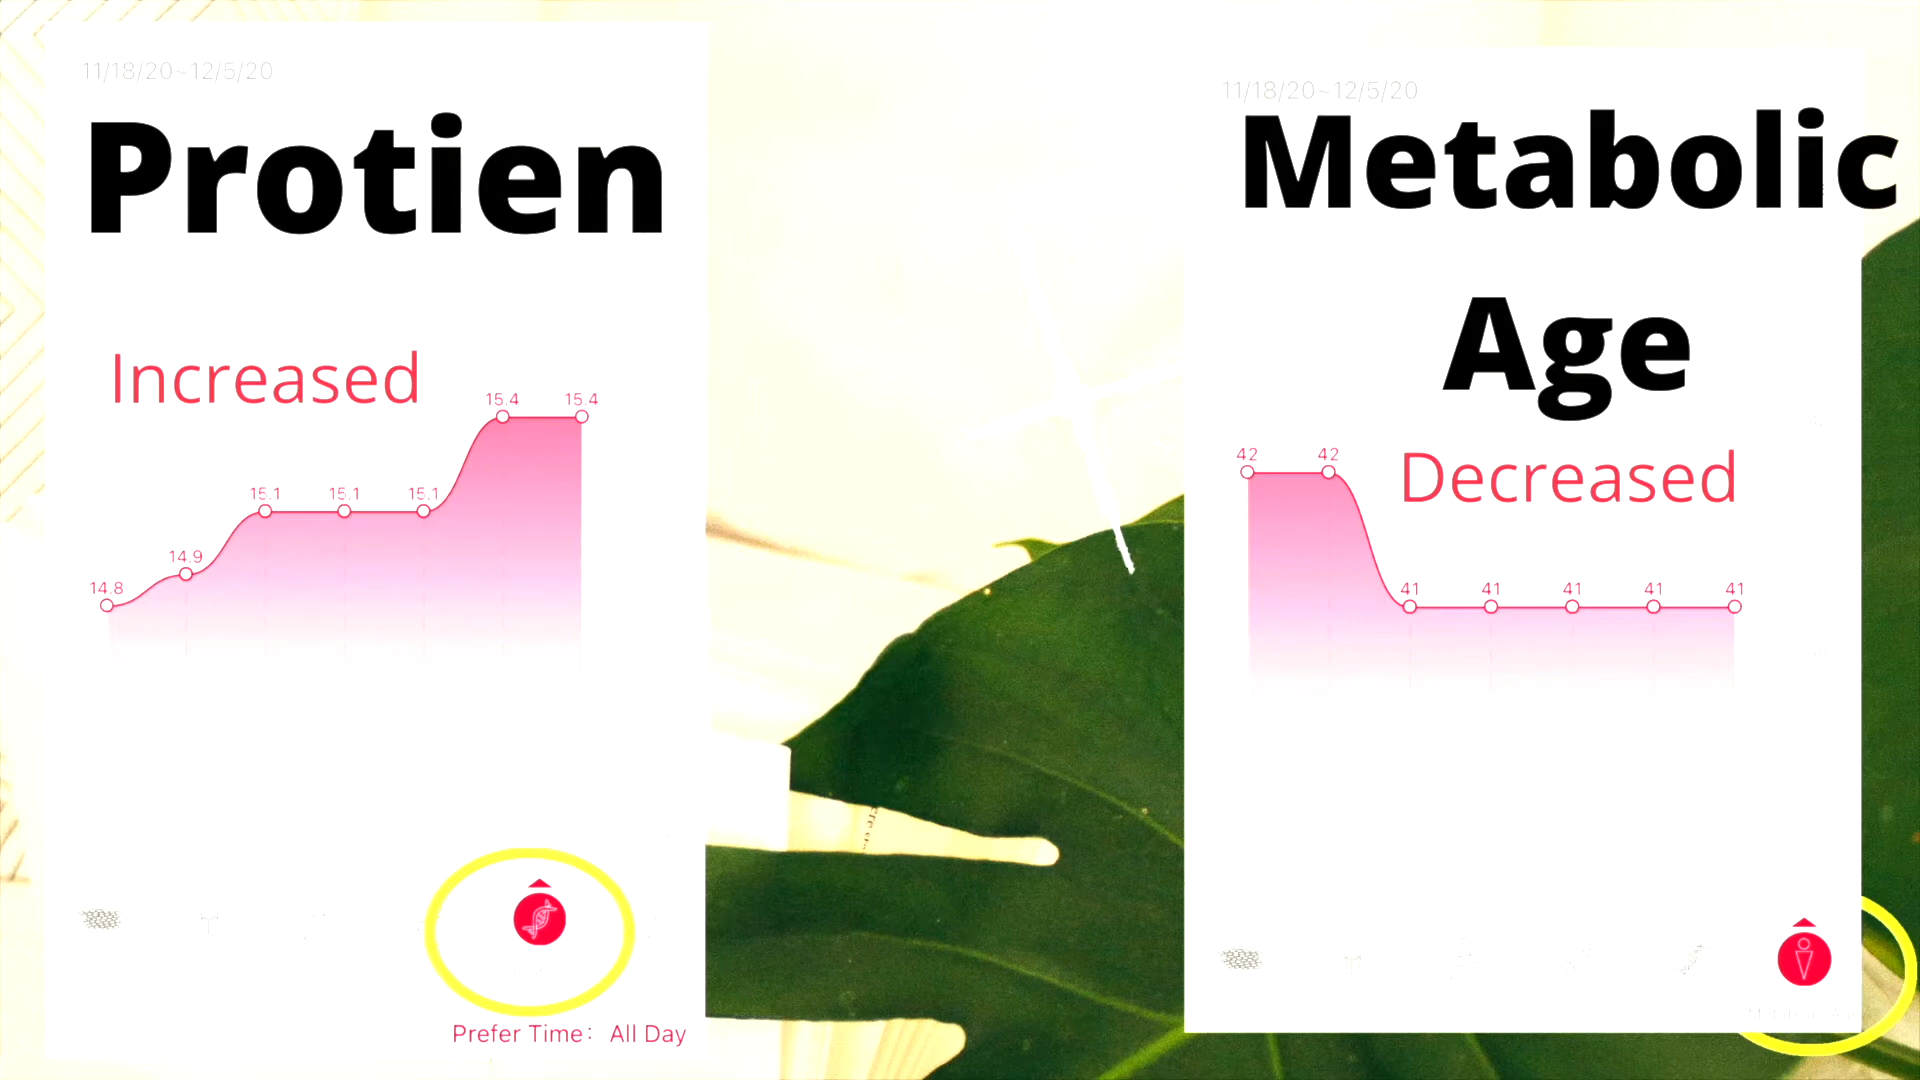 11/18/20~12/5/20
Protien
Increased
15.4 15.4
15.1 15.1 15.1
14.9
14.8
Prefer Time: All Day
11/18/20~12/5/20
Metabolic
Age
Decreased
42 42
41 41 41 41 41